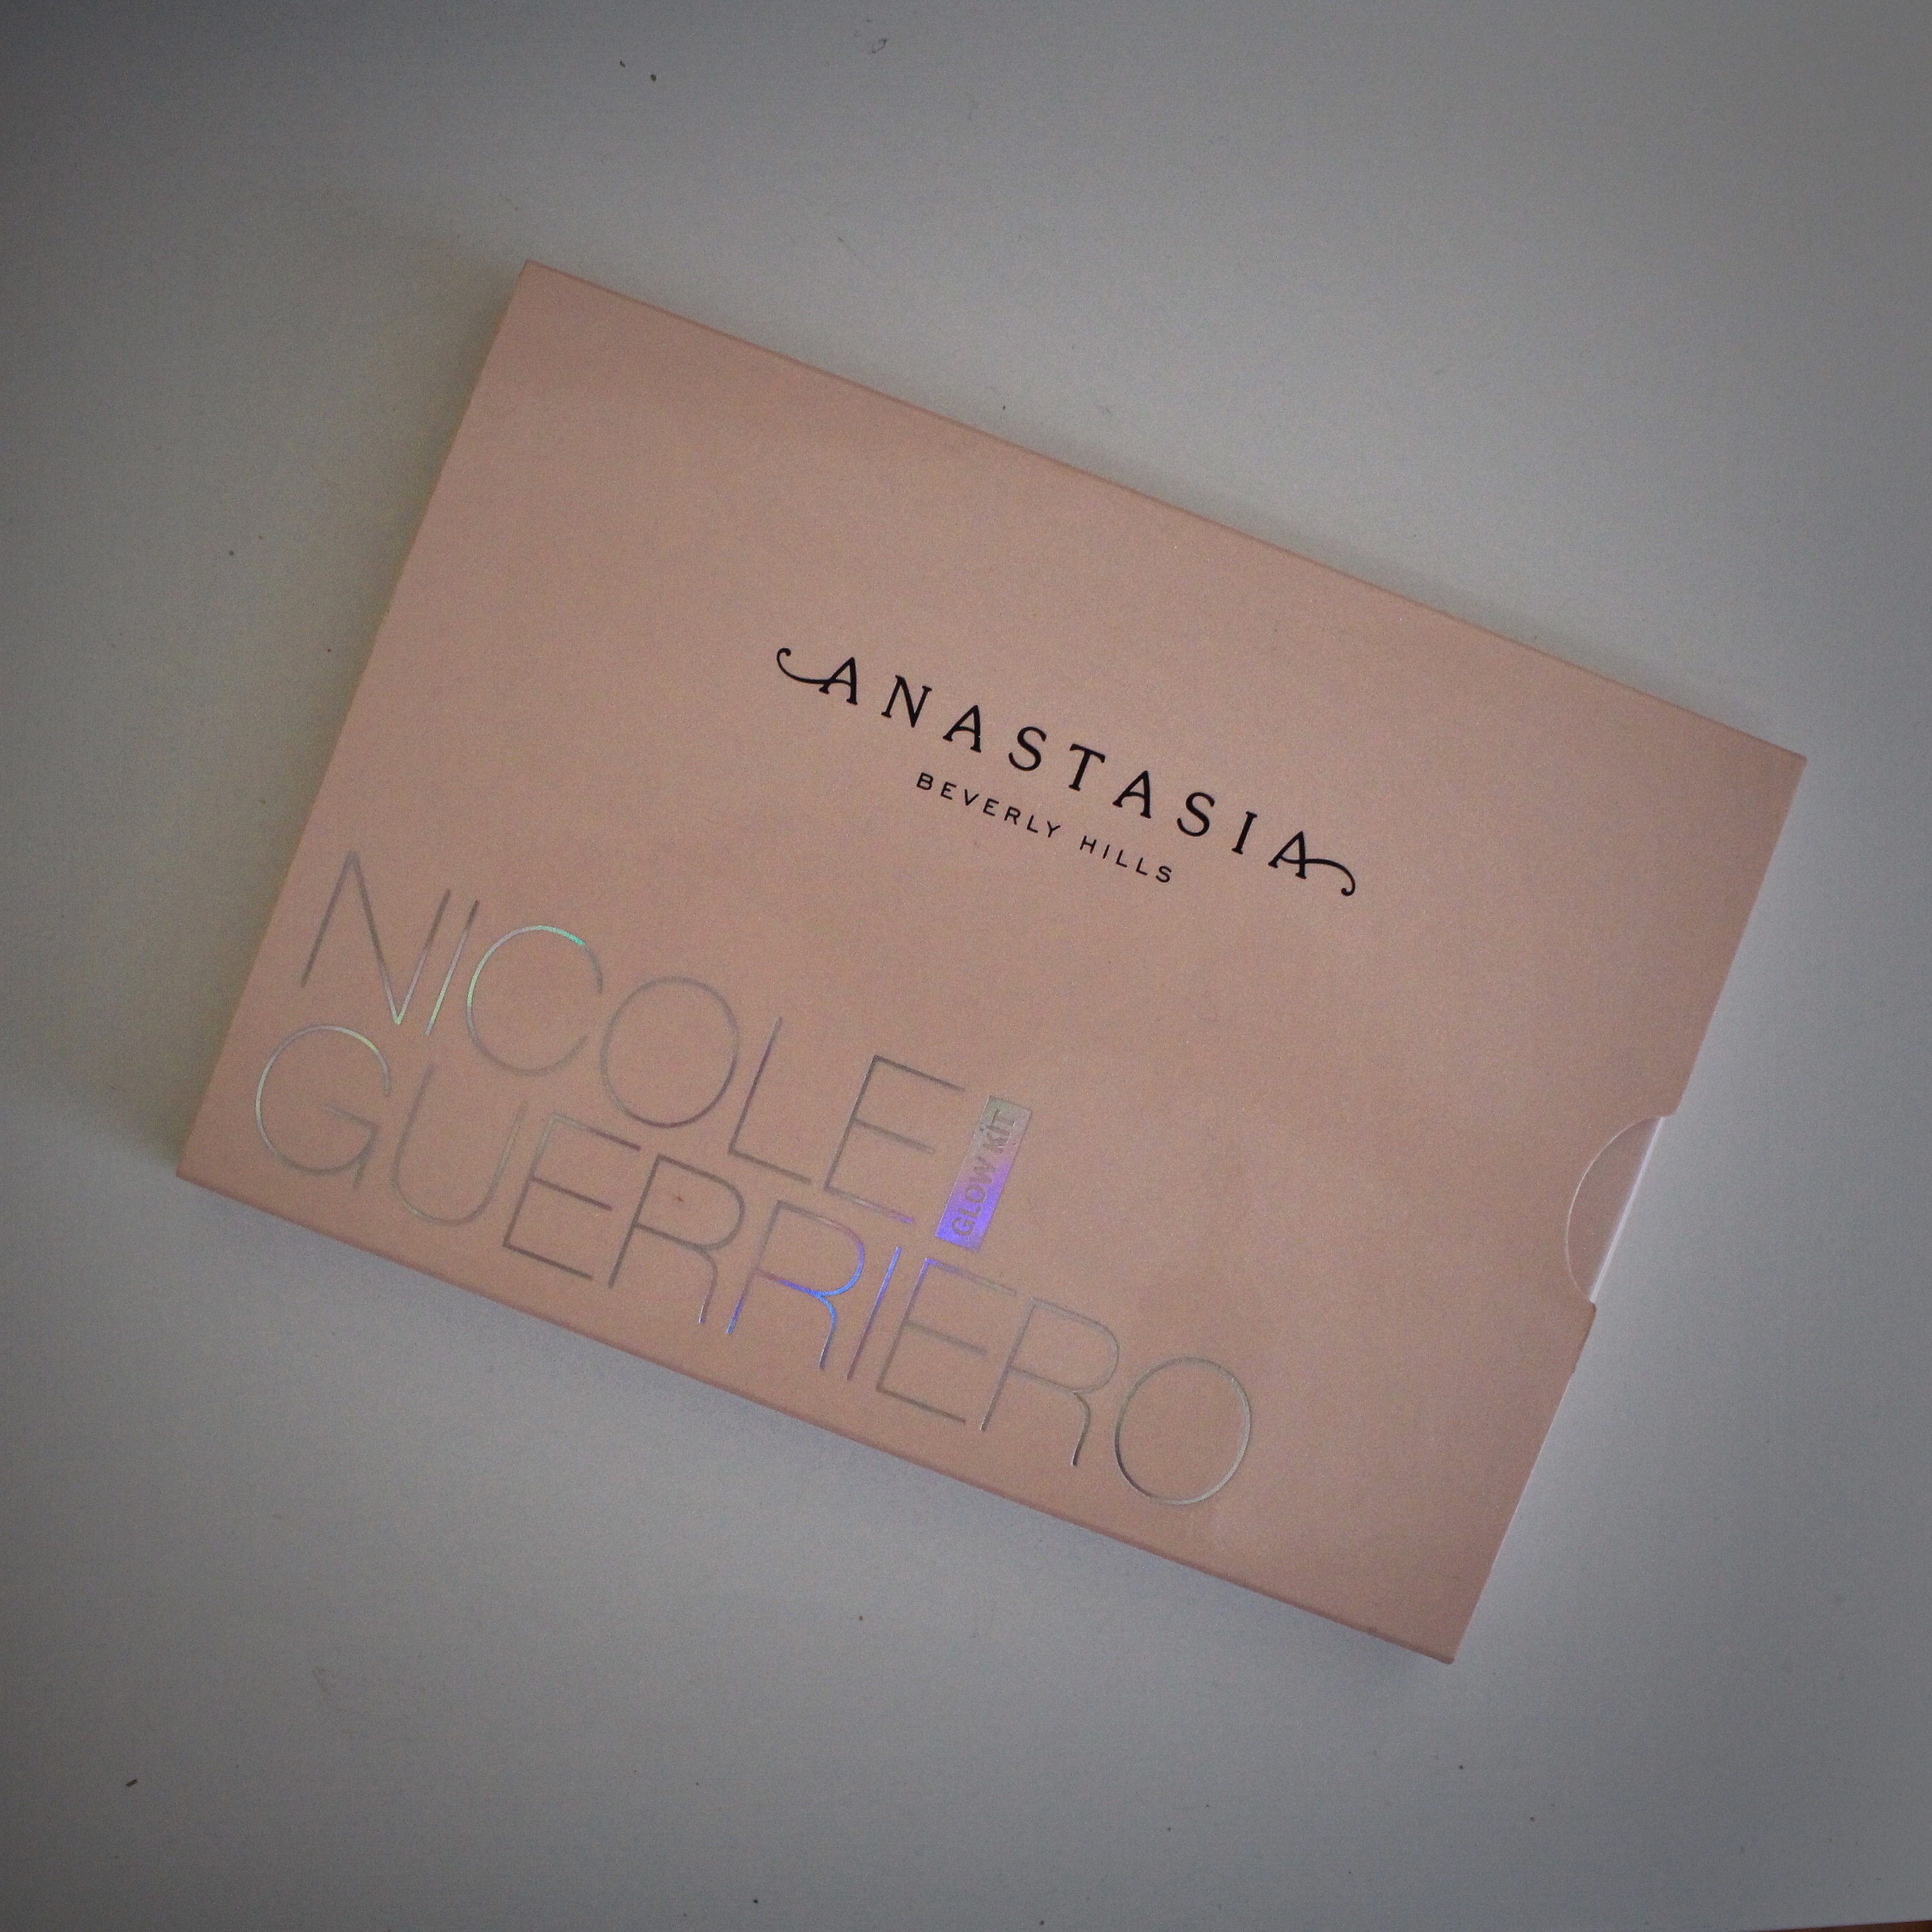 ANASTASIA
BEVERLY HILLS
NICOLE
GLOW KIT
GUERRIERO